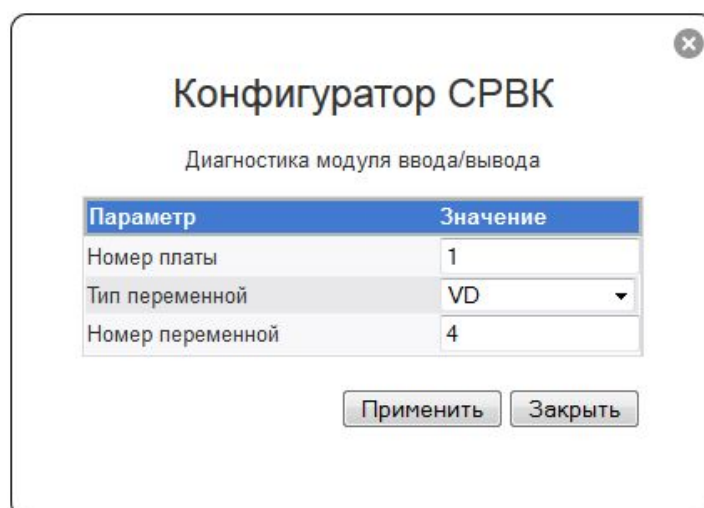 Конфигуратор СРВК
Диагностика модуля ввода/вывода
Параметр Значение
Номер платы 1
Тип переменной VD
Номер переменной 4
Применить Закрыть